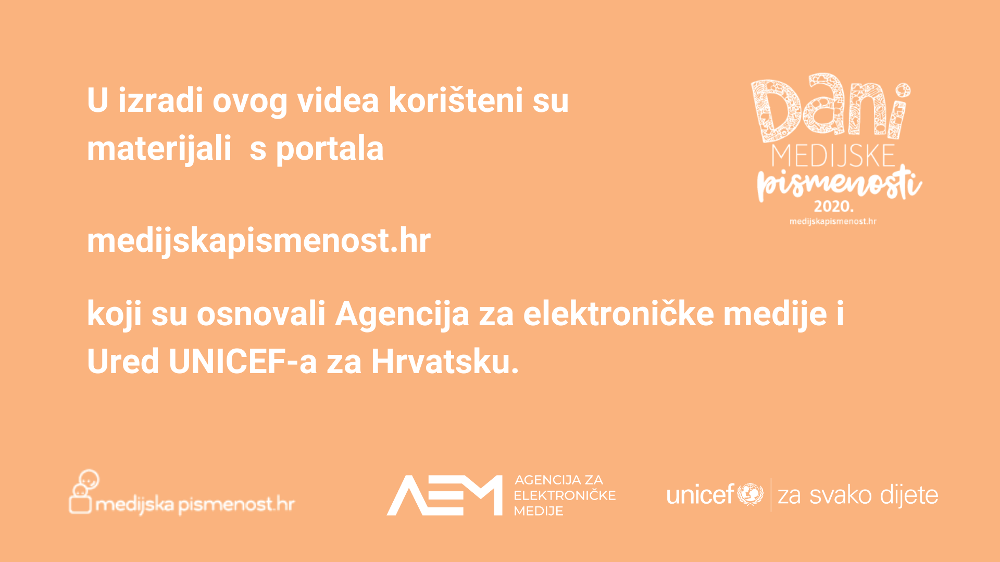 U izradi ovog videa korišteni su
materijali  s portala
medijskapismenost.hr
koji su osnovali Agencija za elektroničke medije i
Ured UNICEF-a za Hrvatsku.
Dani
MEDIJSKE
pismenosti
2020.
medijskapismenost.hr
medijska pismenost.hr
AEM
AGENCIJA ZA
ELEKTRONIČKE
MEDIJE
unicef za svako dijete